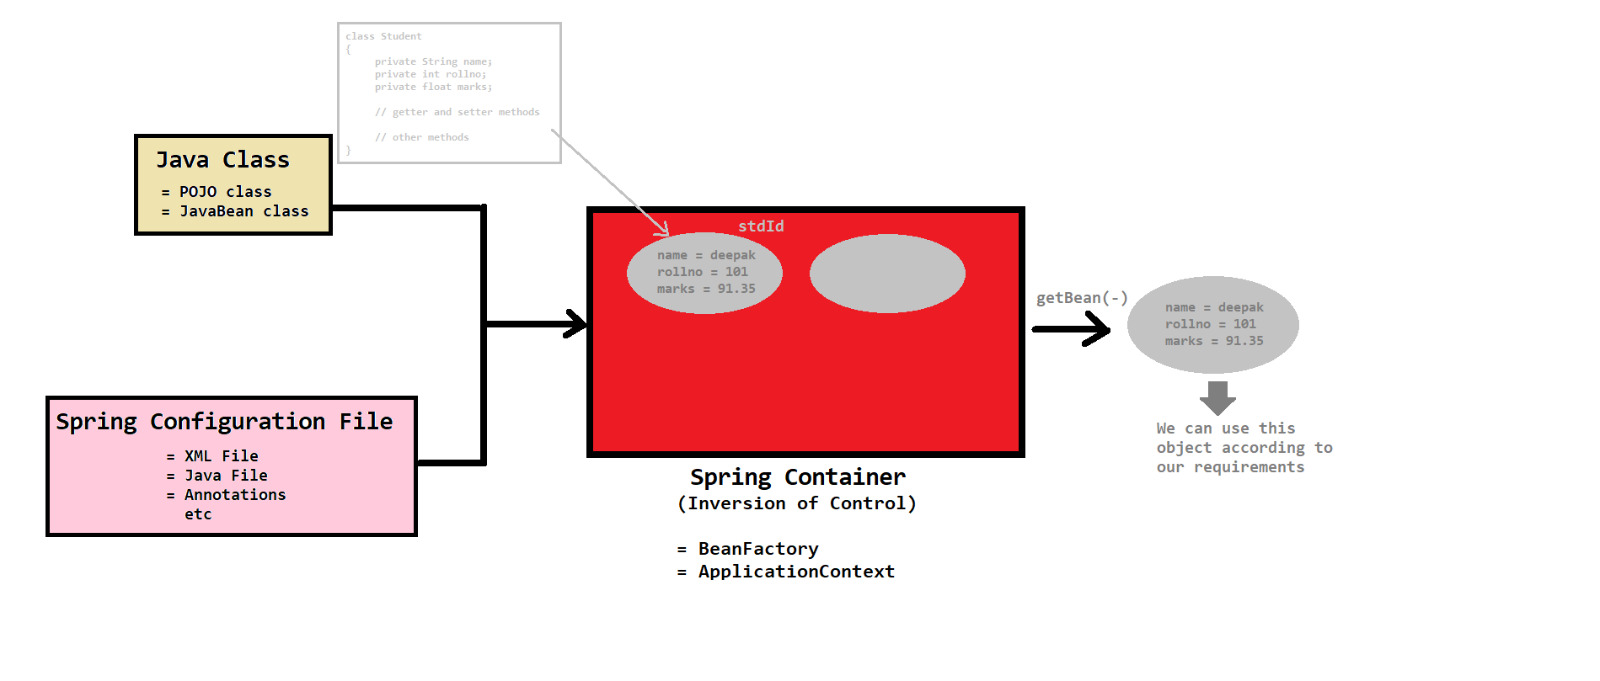 class Student
{
private String name;
private int rollno;
private float marks;
// getter and setter methods
// other methods
}
Java Class
= POJO class
= JavaBean class
Spring Configuration File
= XML File
= Java File
= Annotations
etc
stdId
name = deepak
rollno = 101
marks = 91.35
Spring Container
(Inversion of Control)
= BeanFactory
= ApplicationContext
getBean(-)
name = deepak
rollno = 101
marks = 91.35
We can use this
object according to
our requirements